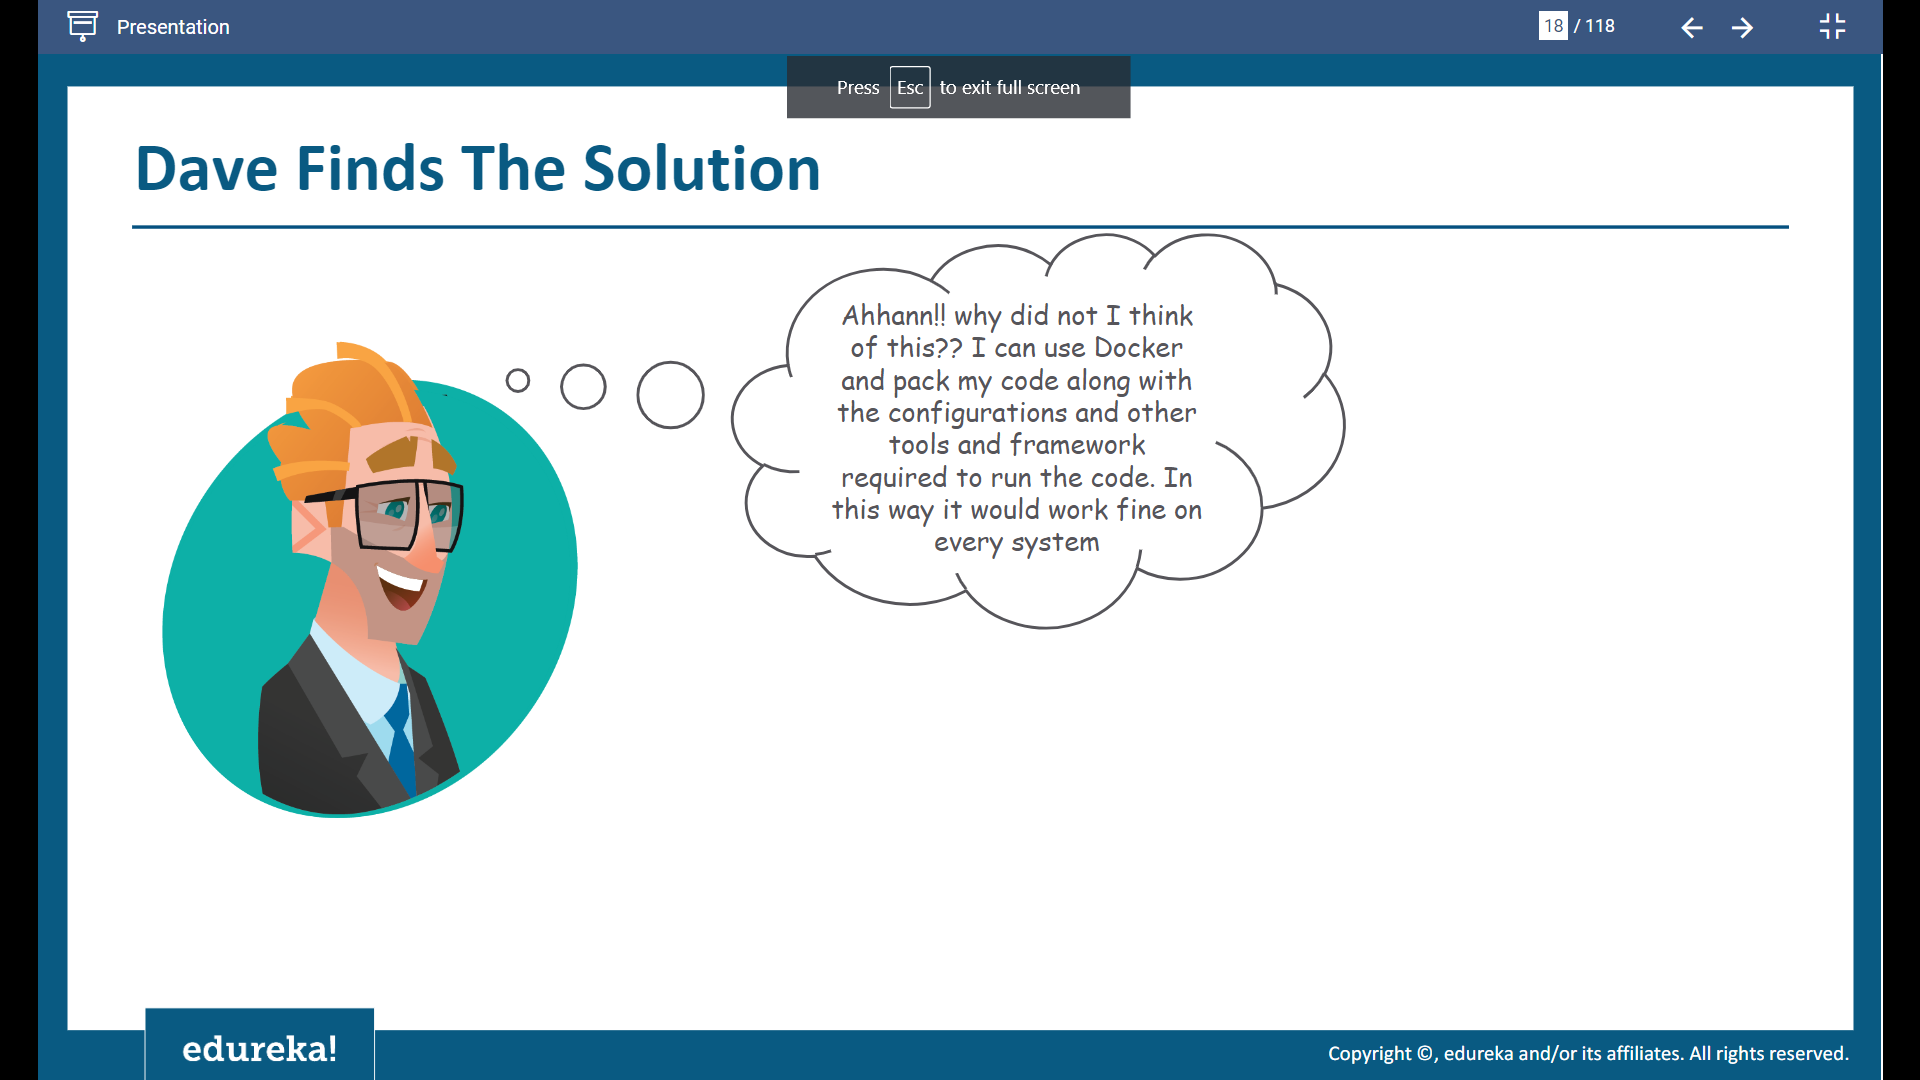 Presentation
18 / 118
Press Esc to exit full screen
Dave Finds The Solution
Ahhann!! why did not I think
of this?? I can use Docker
and pack my code along with
the configurations and other
tools and framework
required to run the code. In
this way it would work fine on
every system
edureka!
Copyright ©, edureka and/or its affiliates. All rights reserved.